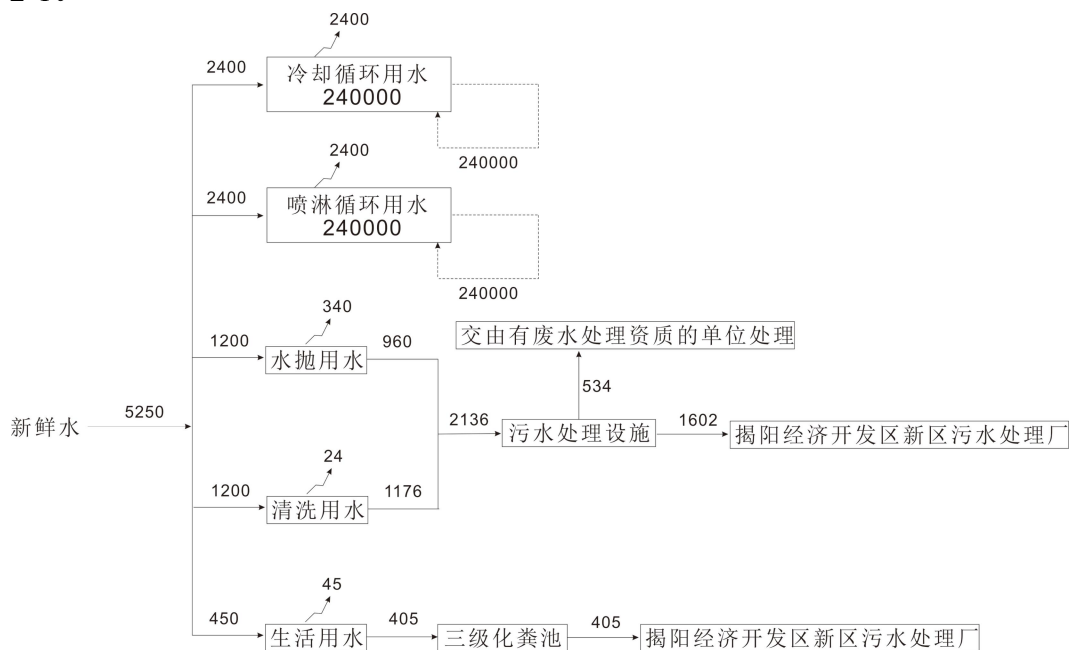 2400
2400
冷却循环用水
240000
240000
2400
2400
喷淋循环用水
240000
240000
340
1200
水抛用水
960
交由有废水处理资质的单位处理
534
新鲜水
5250
2136
污水处理设施
1602
揭阳经济开发区新区污水处理厂
24
1200
清洗用水
1176
45
450
生活用水
405
三级化粪池
405
揭阳经济开发区新区污水处理厂